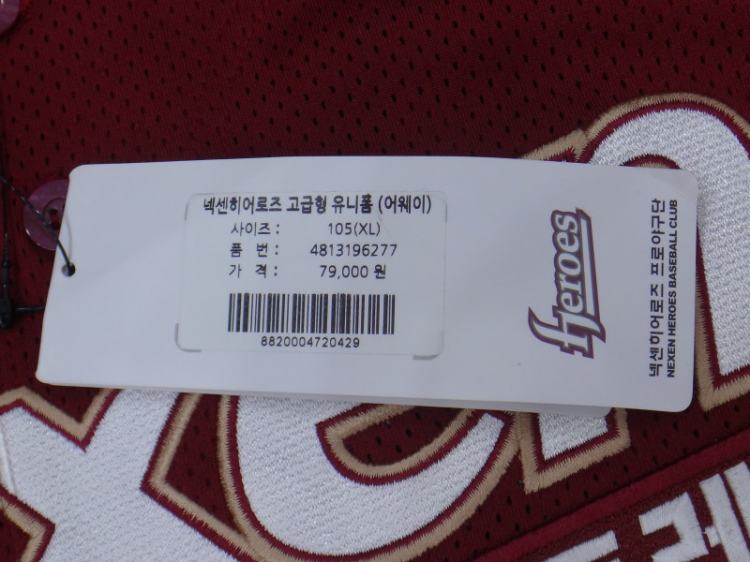 넥센히어로즈 고급형 유니폼 (어웨이)
사이즈 : 105(XL)
품 번 : 4813196277
가 격 : 79,000 원
8820004720429
Heroes
넥센히어로즈 프로야구단
NEXEN HEROES BASEBALL CLUB